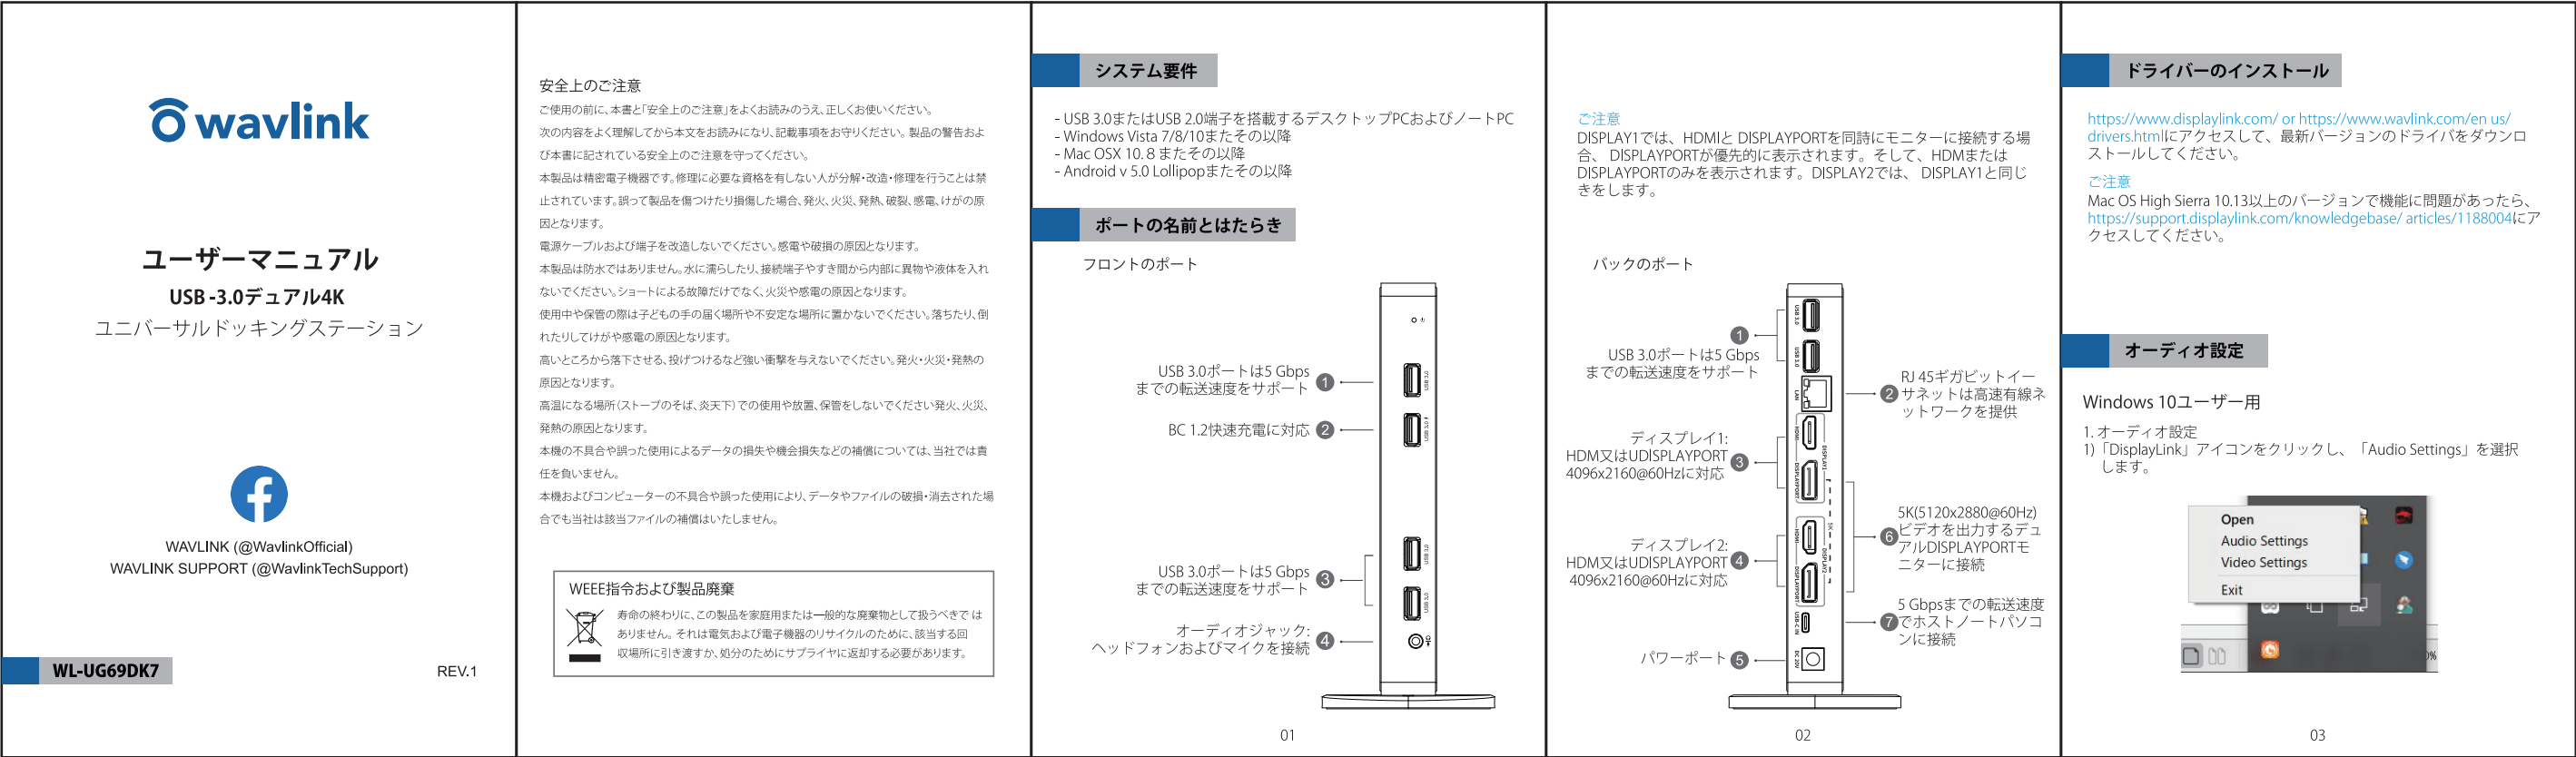 wavlink
ユーザーマニュアル
USB -3.0デュアル4K
ユニバーサルドッキングステーション
WAVLINK (@WavlinkOfficial)
WAVLINK SUPPORT (@WavlinkTechSupport)
WL-UG69DK7
REV.1
安全上のご注意
ご使用の前に、本書と「安全上のご注意」をよくお読みのうえ、正しくお使いください。
次の内容をよく理解してから本文をお読みになり、記載事項をお守りください。製品の警告およ
び本書に記されている安全上のご注意を守ってください。
本製品は精密電子機器です。修理に必要な資格を有しない人が分解・改造・修理を行うことは禁
止されています。誤って製品を傷つけたり損傷した場合、発火、火災、発熱、破裂、感電、けがの原
因となります。
電源ケーブルおよび端子を改造しないでください。感電や破損の原因となります。
本製品は防水ではありません。水に濡らしたり、接続端子やすき間から内部に異物や液体を入れ
ないでください。ショートによる故障だけでなく、火災や感電の原因となります。
使用中や保管の際は子どもの手の届く場所や不安定な場所に置かないでください。落ちたり、倒
れたりしてけがや感電の原因となります。
高いところから落下させる、投げつけるなど強い衝撃を与えないでください。発火・火災・発熱の
原因となります。
高温になる場所（ストーブのそば、炎天下）での使用や放置、保管をしないでください発火、火災、
発熱の原因となります。
本機の不具合や誤った使用によるデータの損失や機会損失などの補償については、当社では責
任を負いません。
本機およびコンピューターの不具合や誤った使用により、データやファイルの破損・消去された場
合でも当社は該当ファイルの補償はいたしません。
WEEE指令および製品廃棄
寿命の終わりに、この製品を家庭用または一般的な廃棄物として扱うべきで は
ありません。それは電気および電子機器のリサイクルのために、該当する回
収場所に引き渡すか、処分のためにサプライヤに返却する必要があります。
システム要件
- USB 3.0またはUSB 2.0端子を搭載するデスクトップPCおよびノートPC
- Windows Vista 7/8/10またその以降
- Mac OSX 10. 8 またその以降
- Android v 5.0 Lollipopまたその以降
ポートの名前とはたらき
フロントのポート
USB 3.0ポートは5 Gbps
までの転送速度をサポート 1
BC 1.2快速充電に対応 2
USB 3.0ポートは5 Gbps
までの転送速度をサポート 3
オーディオジャック:
ヘッドフォンおよびマイクを接続 4
USB 3.0
USB 3.0
USB 3.0
USB 3.0
01
ご注意
DISPLAY1では、HDMIと DISPLAYPORTを同詩にモニターに接続する場
合、 DISPLAYPORTが優先的に表示されます。そして、HDMまたは
DISPLAYPORTのみを表示されます。DISPLAY2では、 DISPLAY1と同じ
きをします。
バックのポート
1
USB 3.0ポートは5 Gbps
までの転送速度をサポート
2 RJ 45ギガビットイー
サネットは高速有線ネ
ットワークを提供
ディスプレイ1:
HDM又はUDISPLAYPORT 3
4096x2160@60Hzに対応
ディスプレイ2:
HDM又はUDISPLAYPORT 4
4096x2160@60Hzに対応
パワーポート 5
5K(5120x2880@60Hz)
6 ビデオを出力するデュ
アルDISPLAYPORTモ
ニターに接続
5 Gbpsまでの転送速度
7 でホストノートパソコ
ンに接続
USB 3.0
USB 3.0
LAN
HDMI
DISPLAYPORT
DISPLAY1
5K
HDMI
DISPLAYPORT
DISPLAY2
USB-C IN
DC 20V
02
ドライバーのインストール
https://www.displaylink.com/ or https://www.wavlink.com/en us/
drivers.htmlにアクセスして、最新バージョンのドライバをダウンロ
ストールしてください。
ご注意
Mac OS High Sierra 10.13以上のバージョンで機能に問題があったら、
https://support.displaylink.com/knowledgebase/ articles/1188004にア
クセスしてください。
オーディオ設定
Windows 10ユーザー用
1. オーディオ設定
1)「DisplayLink」アイコンをクリックし、「Audio Settings」を選択
します。
Open
Audio Settings
Video Settings
Exit
03